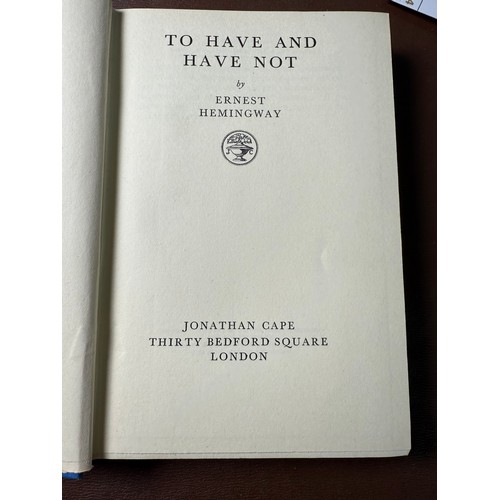 TO HAVE AND
HAVE NOT
by
ERNEST
HEMINGWAY
J C
JONATHAN CAPE
THIRTY BEDFORD SQUARE
LONDON